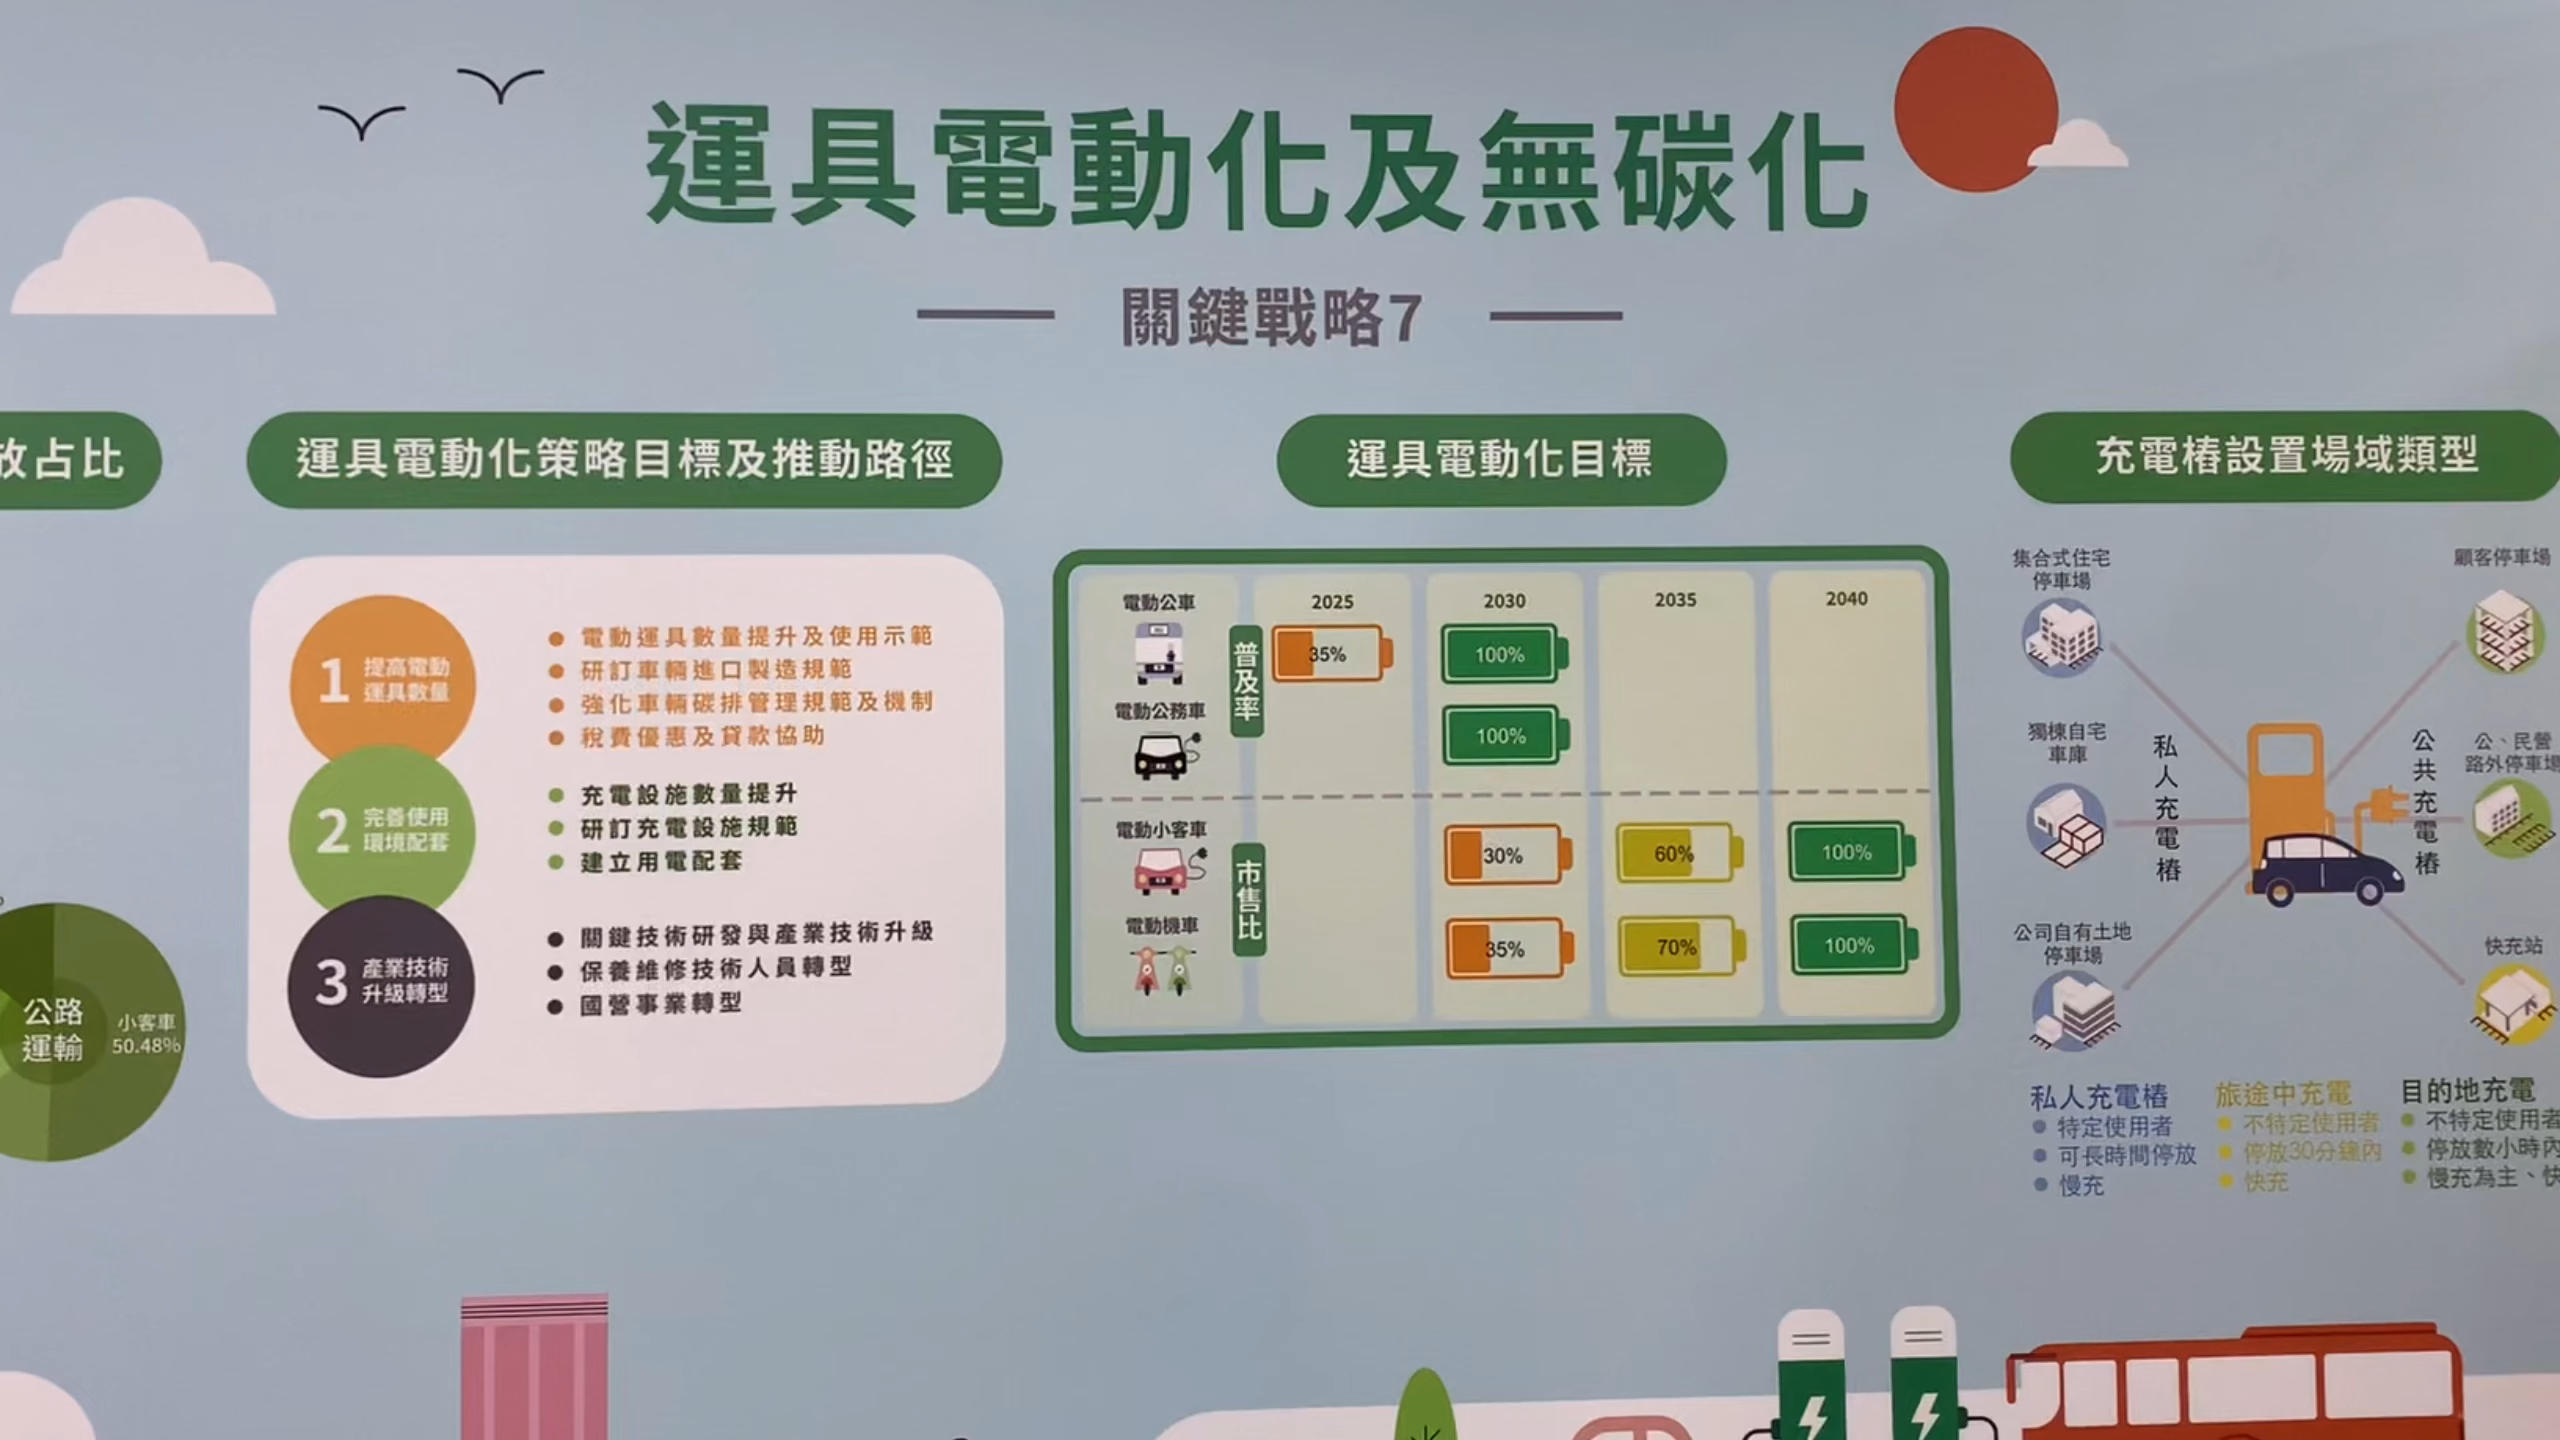 運具電動化及無碳化
關鍵戰略7
放占比
公路
運輸
小客車
50.48%
運具電動化策略目標及推動路徑
1 提高電動
運具數量
電動運具數量提升及使用示範
研訂車輛進口製造規範
強化車輛碳排管理規範及機制
稅費優惠及貸款協助
2 完善使用
環境配套
充電設施數量提升
研訂充電設施規範
建立用電配套
3 產業技術
升級轉型
關鍵技術研發與產業技術升級
保養維修技術人員轉型
國營事業轉型
運具電動化目標
2025 2030 2035 2040
普及率
電動公車 35% 100%
電動公務車 100%
市售比
電動小客車 30% 60% 100%
電動機車 35% 70% 100%
充電樁設置場域類型
集合式住宅
停車場
獨棟自宅
車庫
公司自有土地
停車場
私人充電樁
公共充電樁
顧客停車場
公、民營
路外停車場
快充站
私人充電樁
特定使用者
可長時間停放
慢充
旅途中充電
不特定使用者
停放30分鐘內
快充
目的地充電
不特定使用者
停放數小時內
慢充為主、快